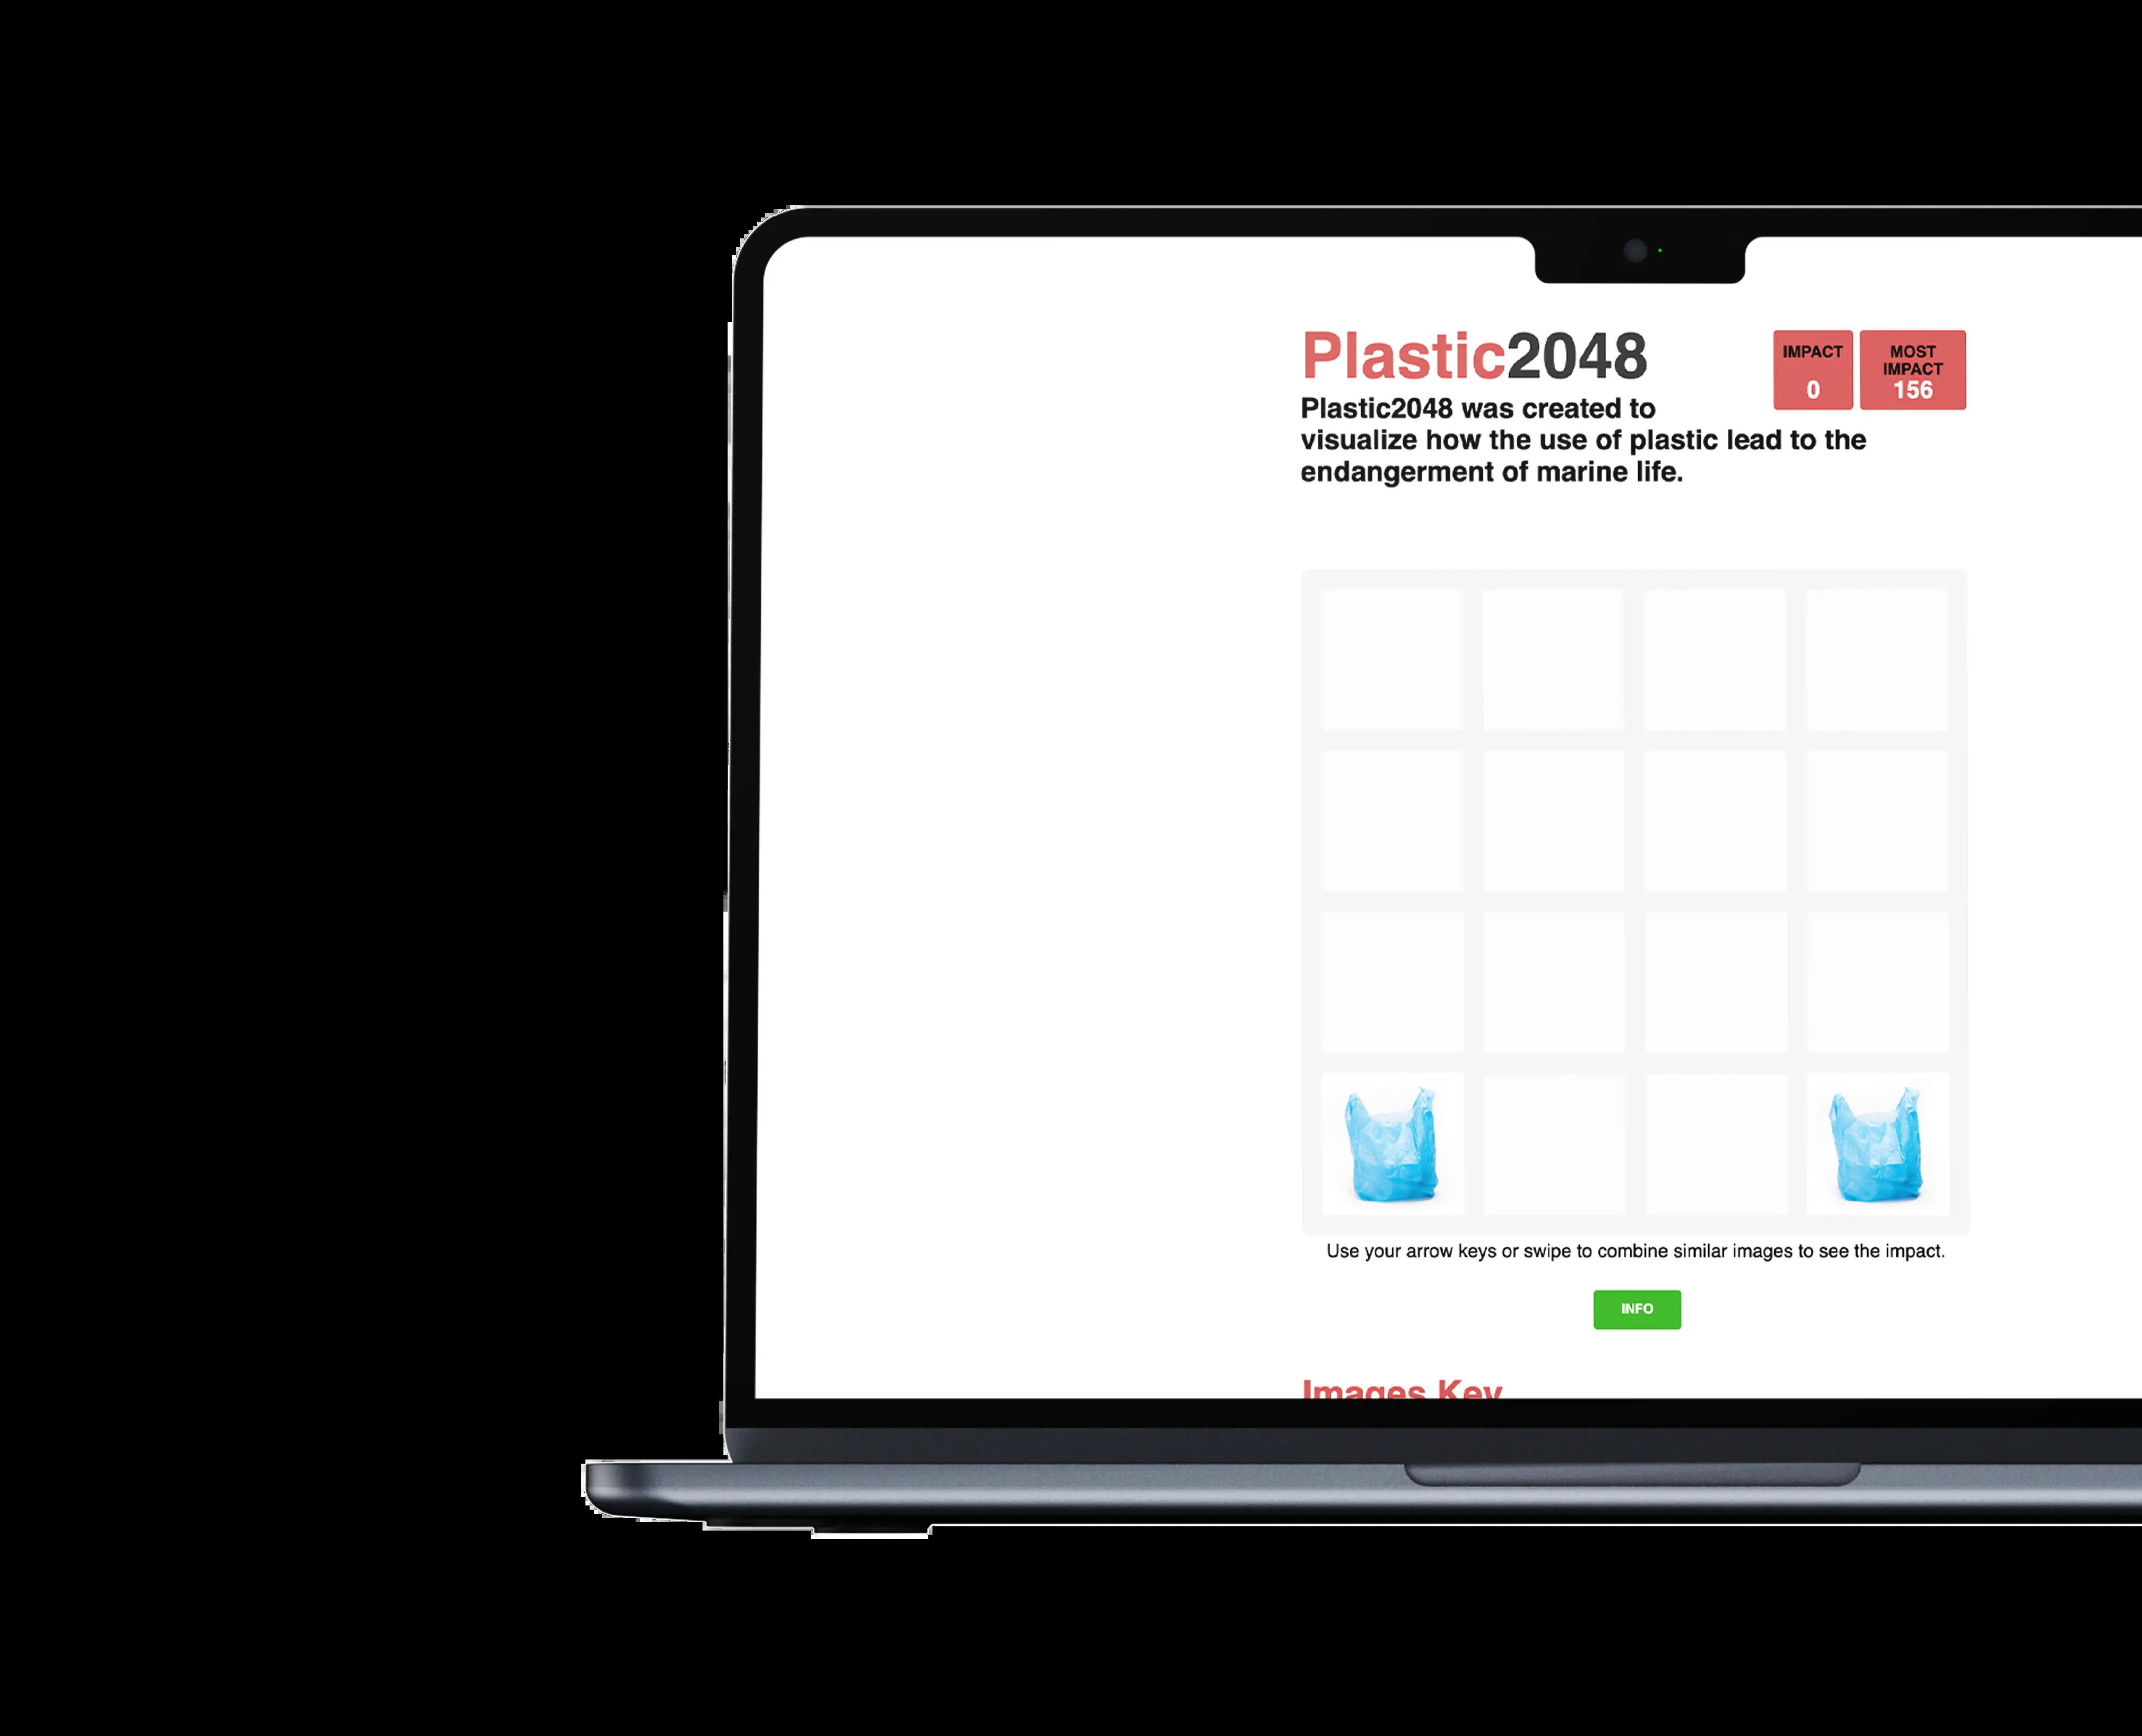 Plastic2048
IMPACT
0
MOST
IMPACT
156
Plastic2048 was created to
visualize how the use of plastic lead to the
endangerment of marine life.
Use your arrow keys or swipe to combine similar images to see the impact.
INFO
Images Key